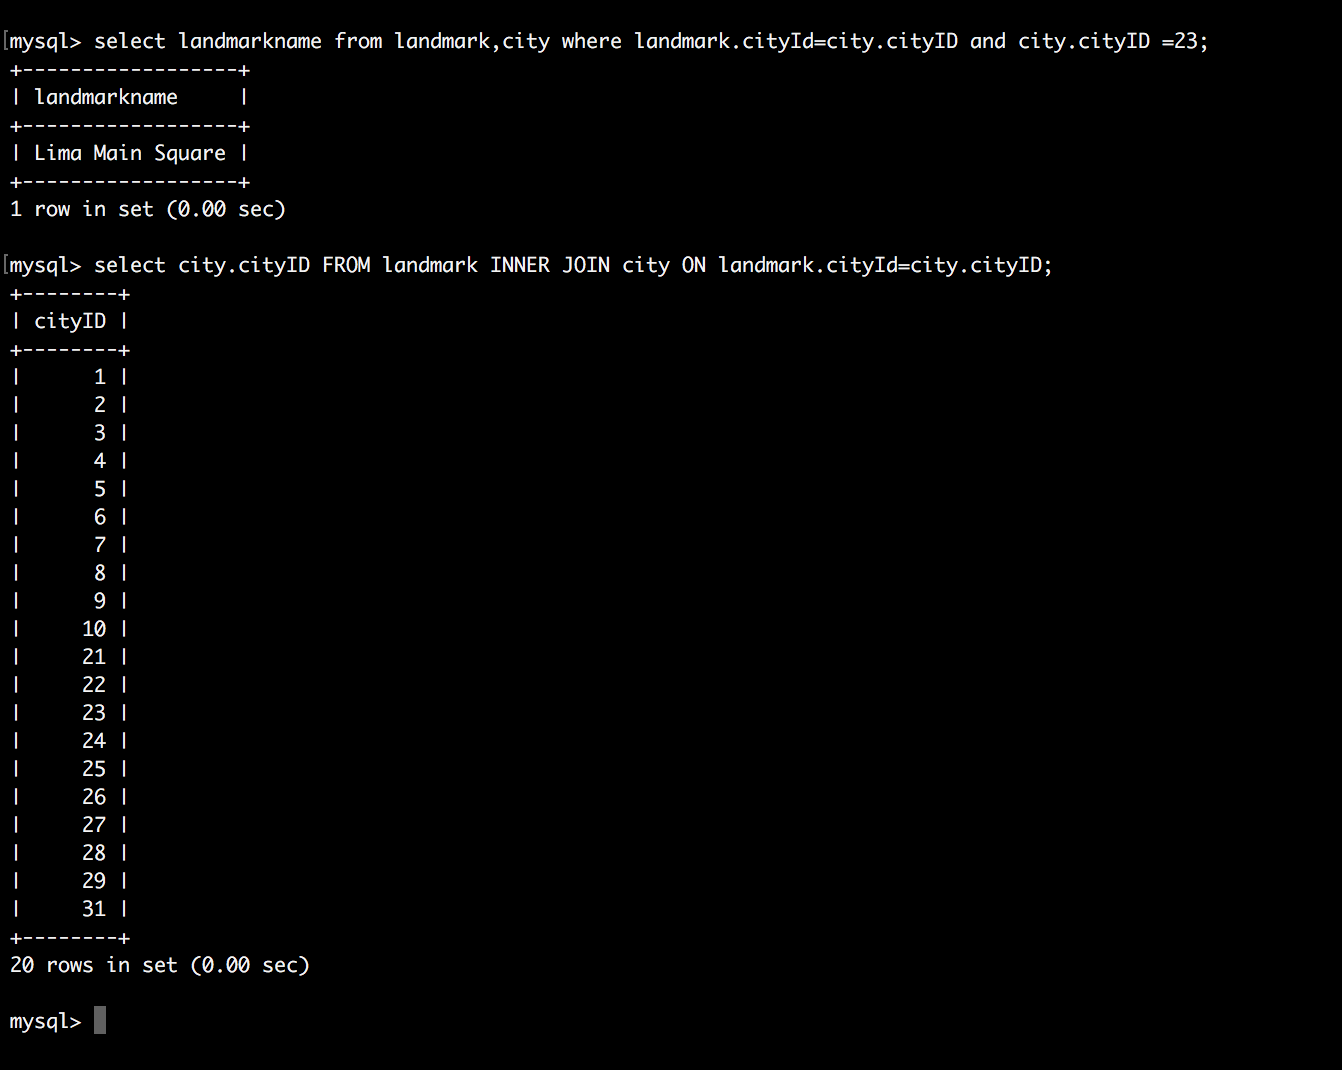 mysql> select landmarkname from landmark,city where landmark.cityId=city.cityID and city.cityID =23;
+------------------+
| landmarkname     |
+------------------+
| Lima Main Square |
+------------------+
1 row in set (0.00 sec)
mysql> select city.cityID FROM landmark INNER JOIN city ON landmark.cityId=city.cityID;
+--------+
| cityID |
+--------+
|      1 |
|      2 |
|      3 |
|      4 |
|      5 |
|      6 |
|      7 |
|      8 |
|      9 |
|     10 |
|     21 |
|     22 |
|     23 |
|     24 |
|     25 |
|     26 |
|     27 |
|     28 |
|     29 |
|     31 |
+--------+
20 rows in set (0.00 sec)
mysql>